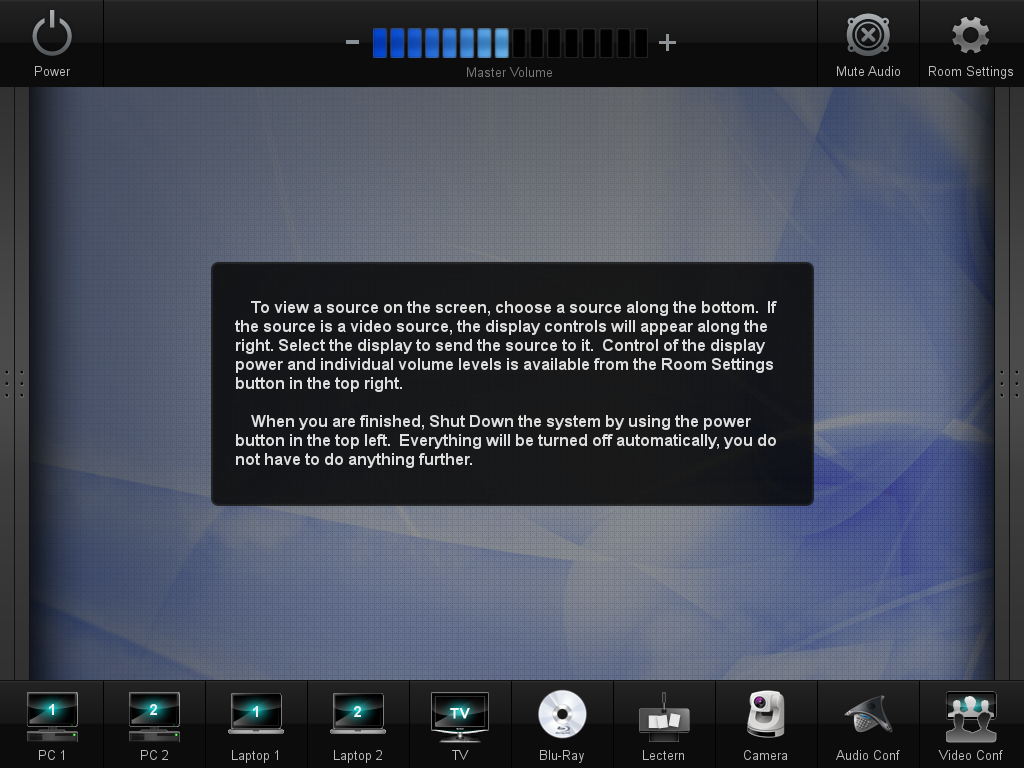 Power
Master Volume
Mute Audio
Room Settings
To view a source on the screen, choose a source along the bottom.  If
the source is a video source, the display controls will appear along the
right. Select the display to send the source to it.  Control of the display
power and individual volume levels is available from the Room Settings
button in the top right.
When you are finished, Shut Down the system by using the power
button in the top left.  Everything will be turned off automatically, you do
not have to do anything further.
1
2
1
2
TV
PC 1
PC 2
Laptop 1
Laptop 2
TV
Blu-Ray
Lectern
Camera
Audio Conf
Video Conf